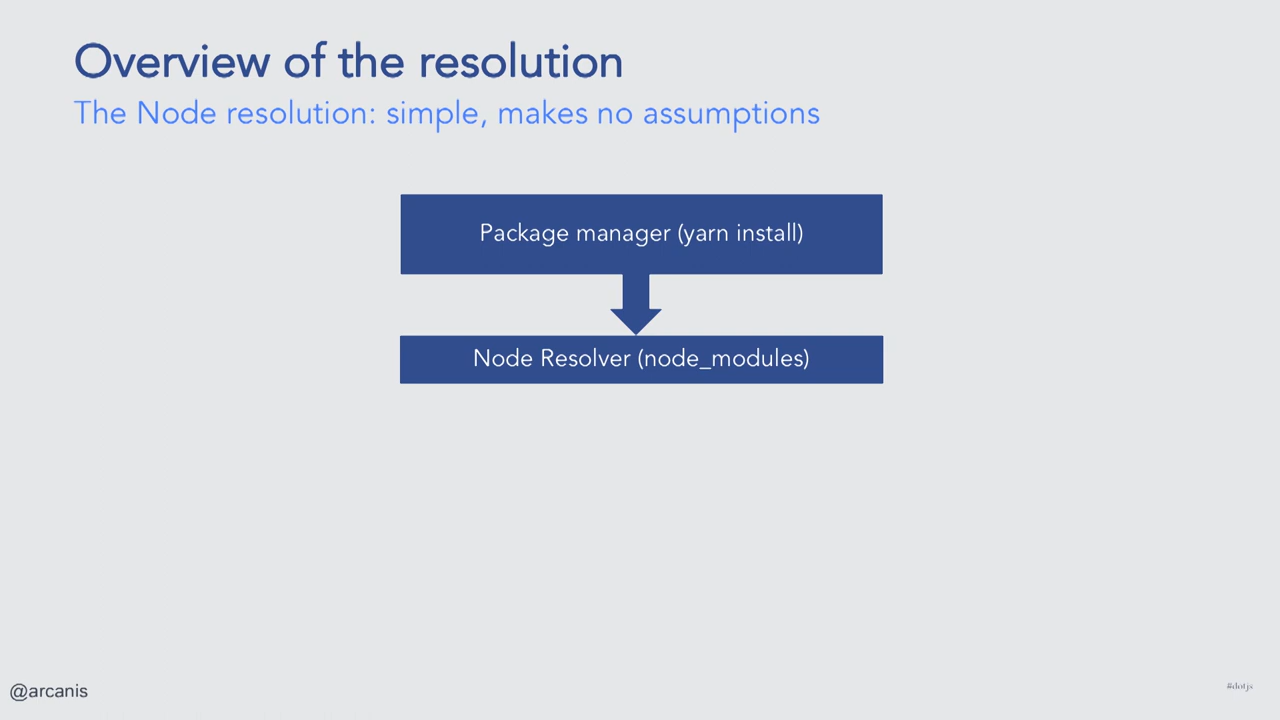 Overview of the resolution
The Node resolution: simple, makes no assumptions
Package manager (yarn install)
Node Resolver (node_modules)
@arcanis
#dotjs